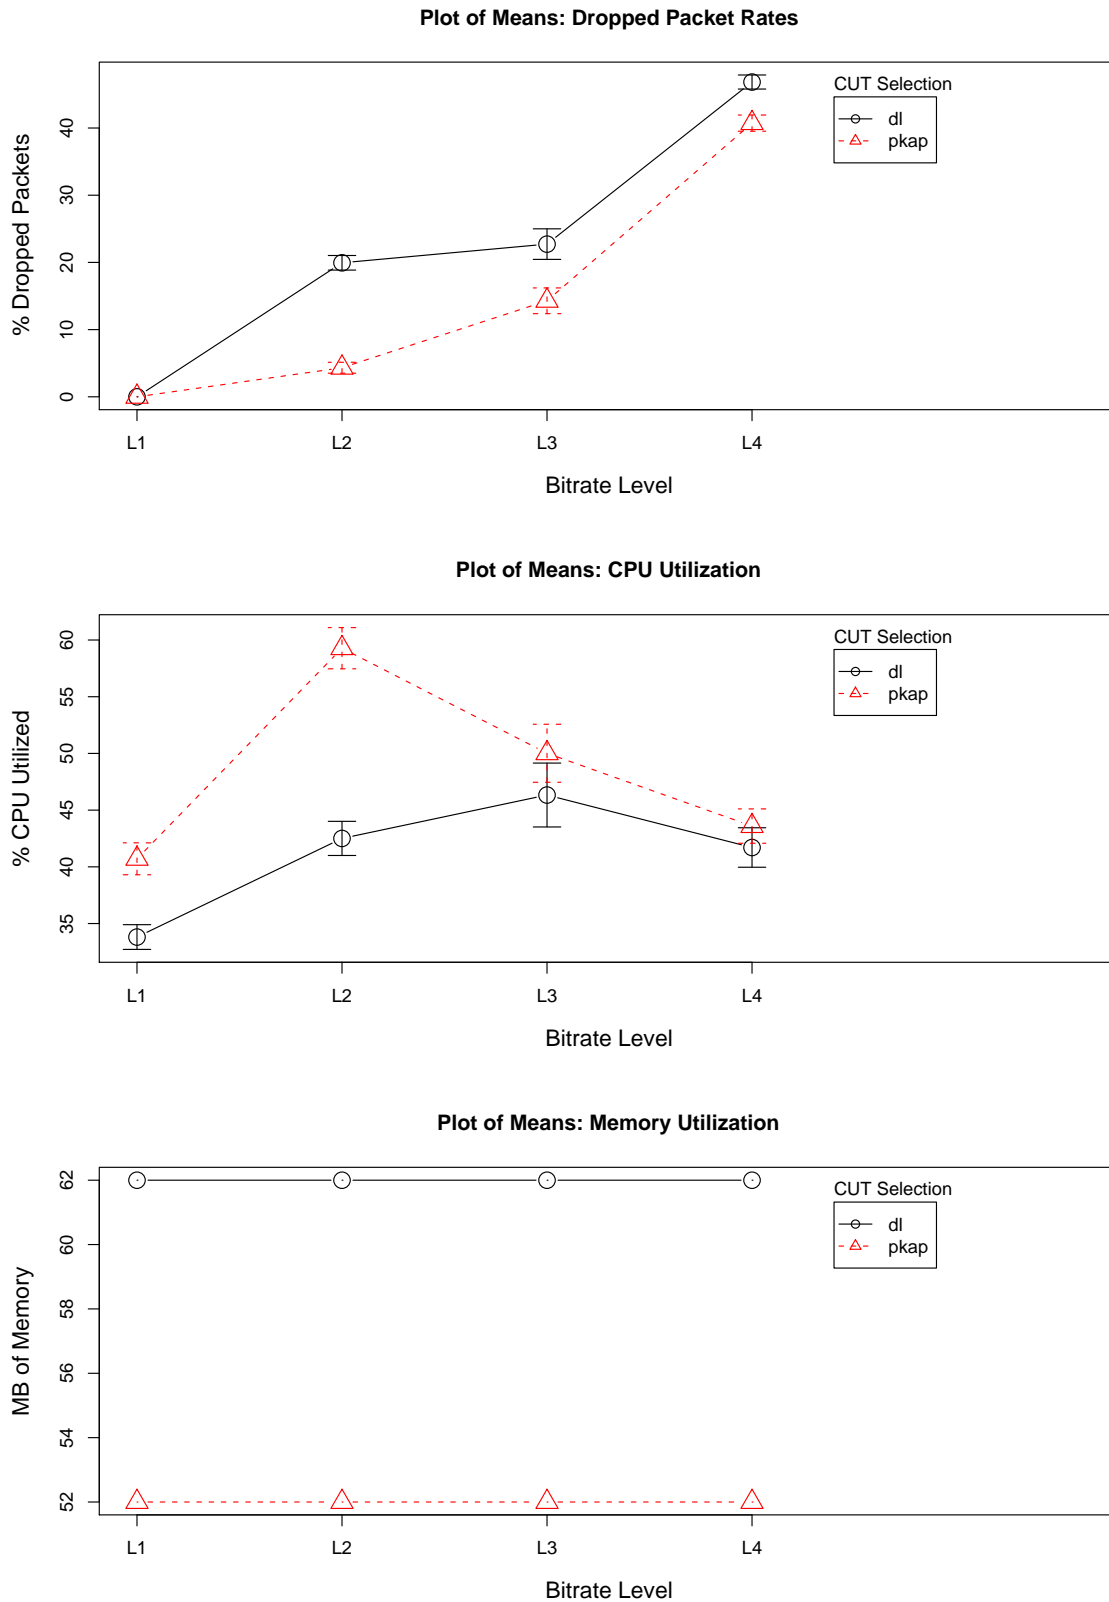 Plot of Means: Dropped Packet Rates
% Dropped Packets
40
30
20
10
0
CUT Selection
dl
pkap
L1 L2 L3 L4
Bitrate Level
Plot of Means: CPU Utilization
% CPU Utilized
60
55
50
45
40
35
CUT Selection
dl
pkap
L1 L2 L3 L4
Bitrate Level
Plot of Means: Memory Utilization
MB of Memory
62
60
58
56
54
52
CUT Selection
dl
pkap
L1 L2 L3 L4
Bitrate Level